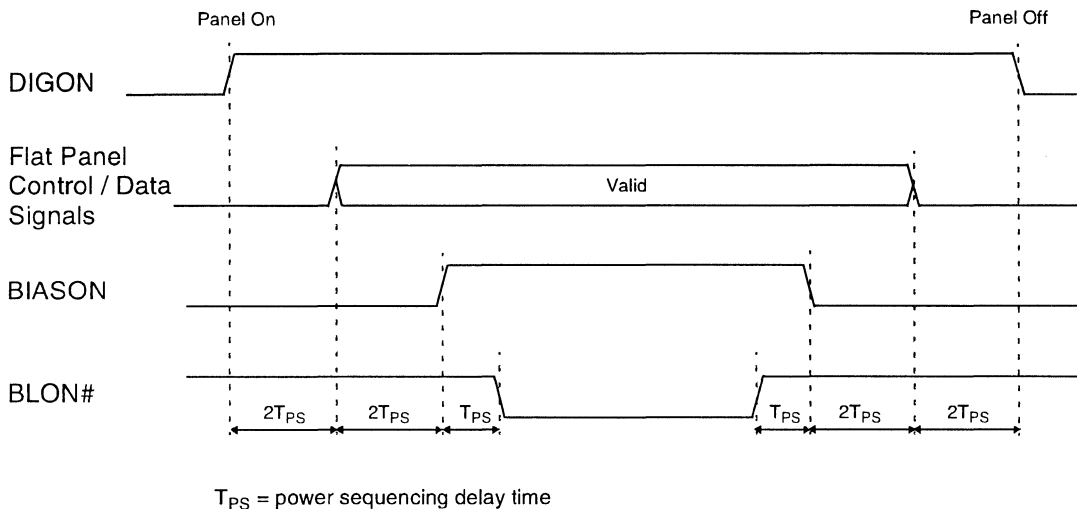 Panel On
Panel Off
DIGON
Flat Panel
Control / Data
Signals
Valid
BIASON
BLON#
2TPS
2TPS
TPS
TPS
2TPS
2TPS
TPS = power sequencing delay time